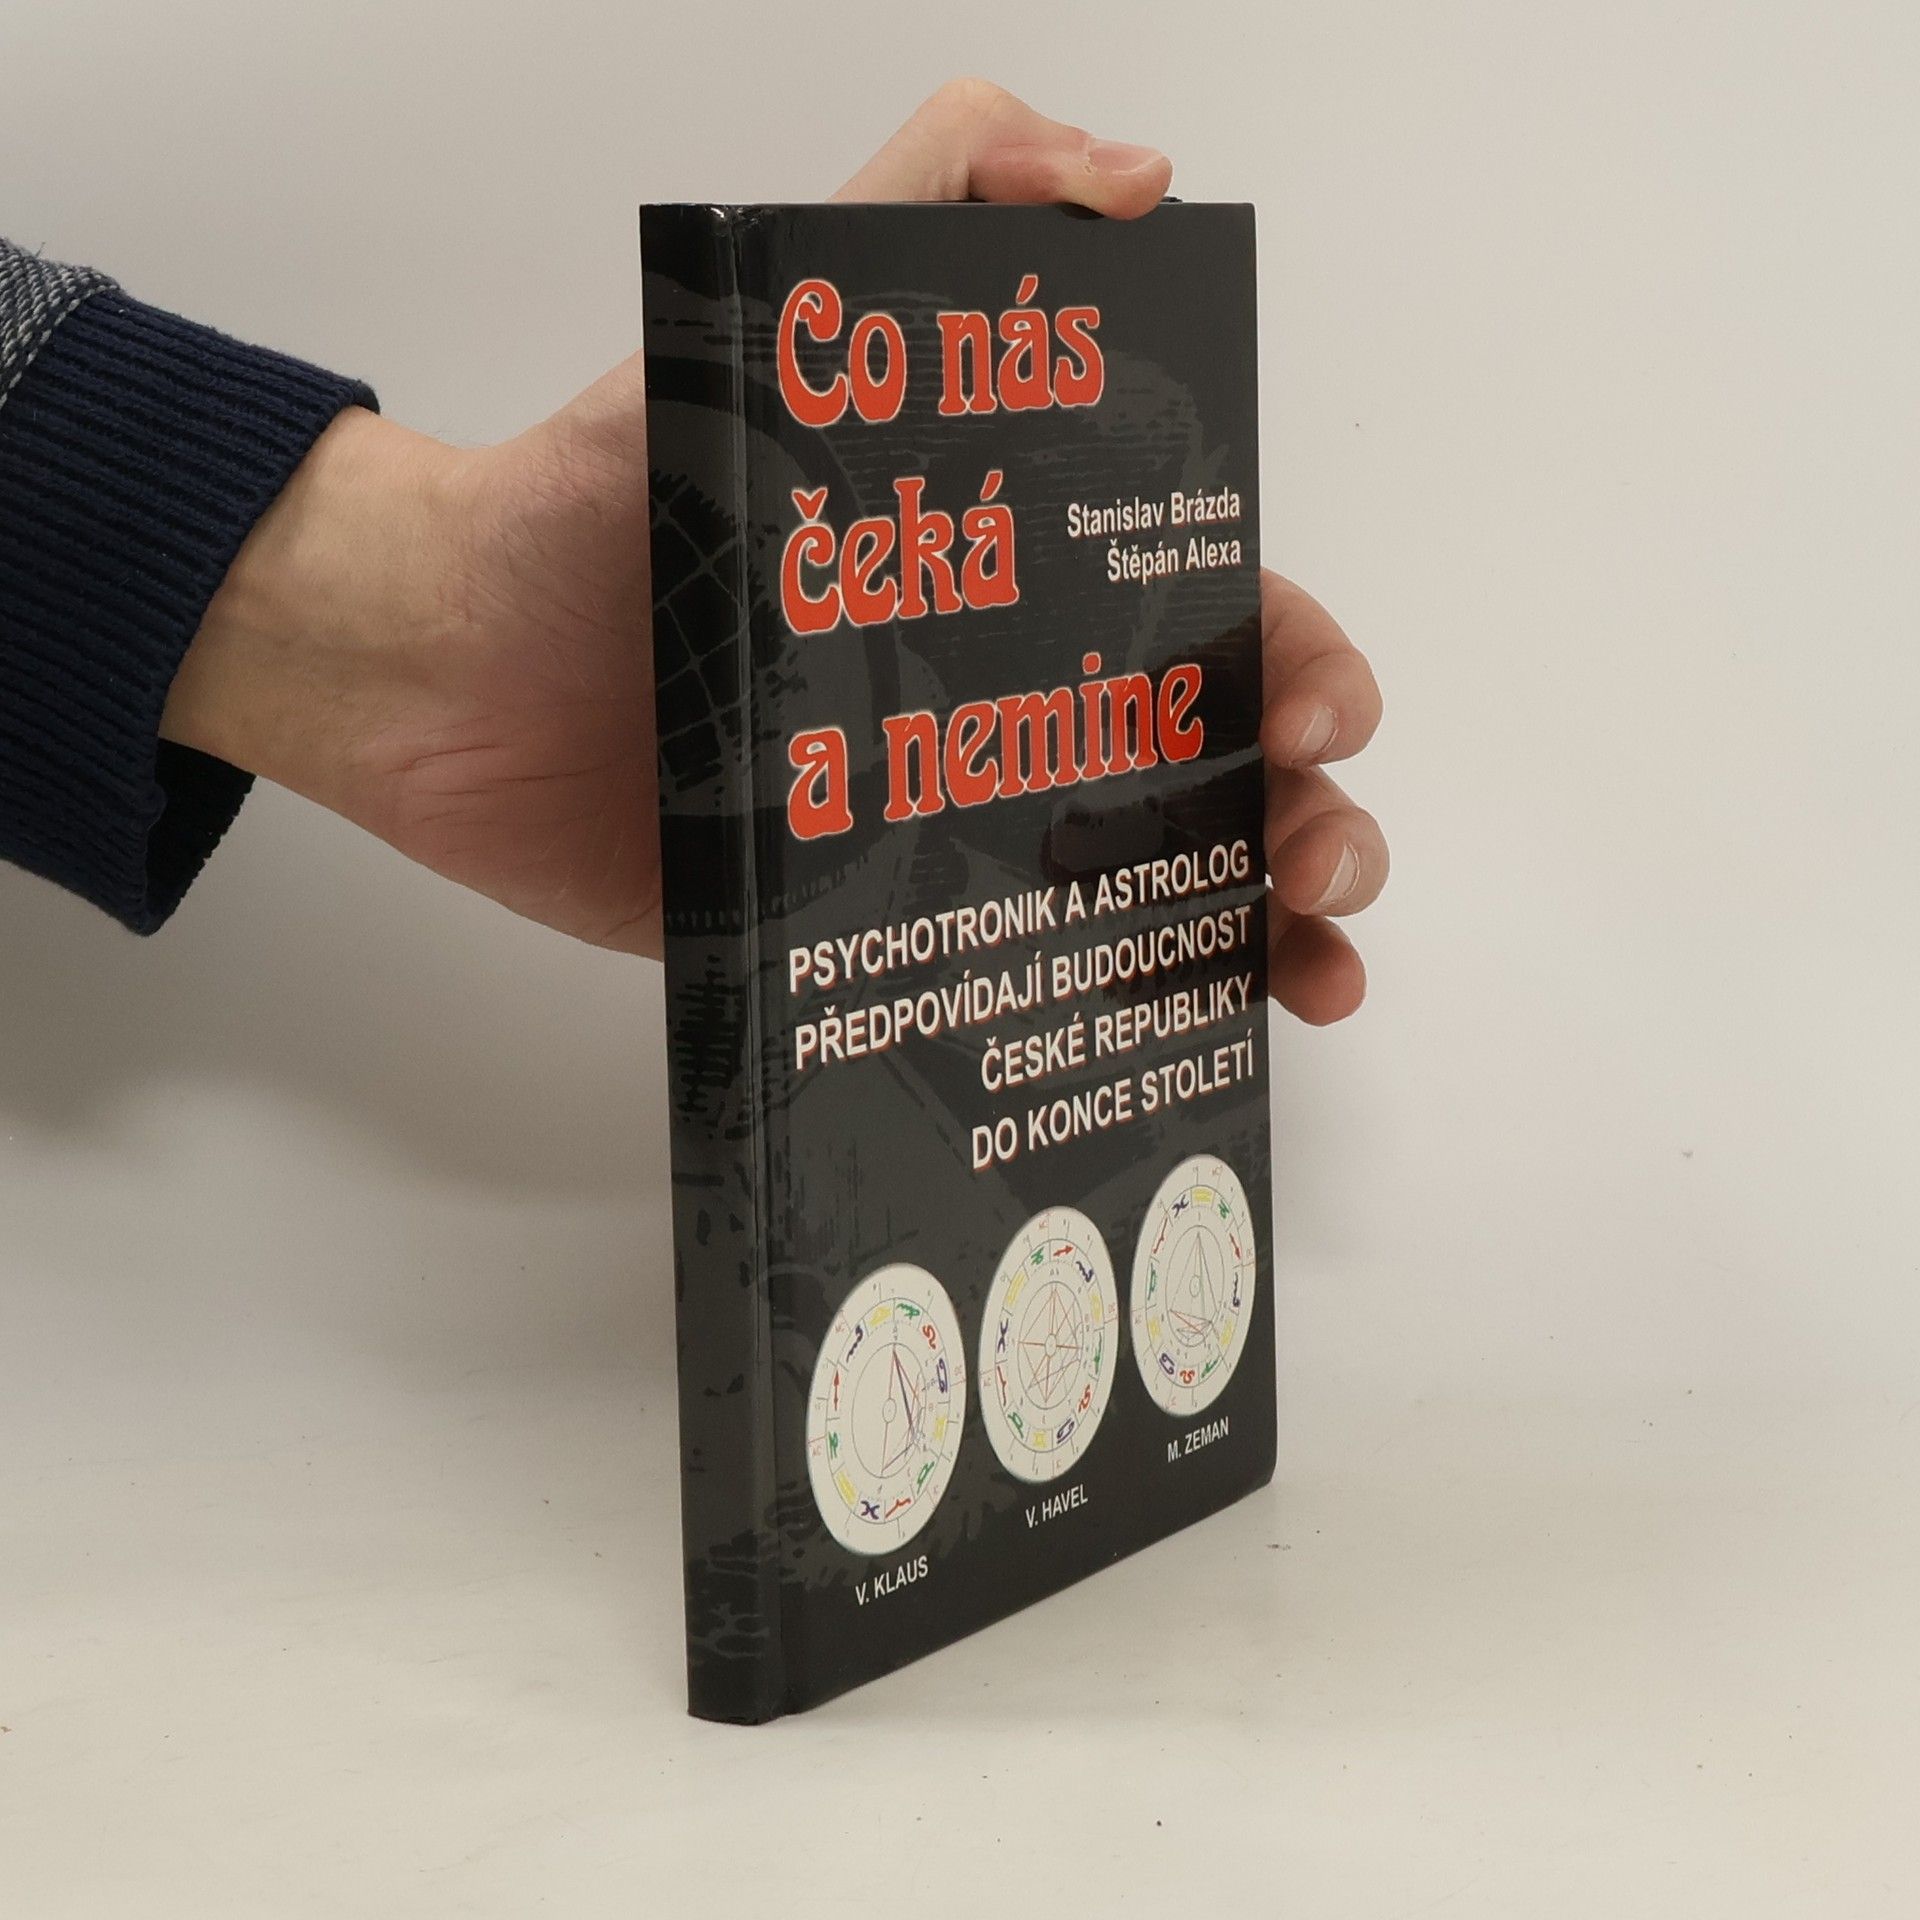 Co nás
čeká
Stanislav Brázda
Štěpán Alexa
a nemine
PSYCHOTRONIK A ASTROLOG
PŘEDPOVÍDAJÍ BUDOUCNOST
ČESKÉ REPUBLIKY
DO KONCE STOLETÍ
V. KLAUS
V. HAVEL
M. ZEMAN